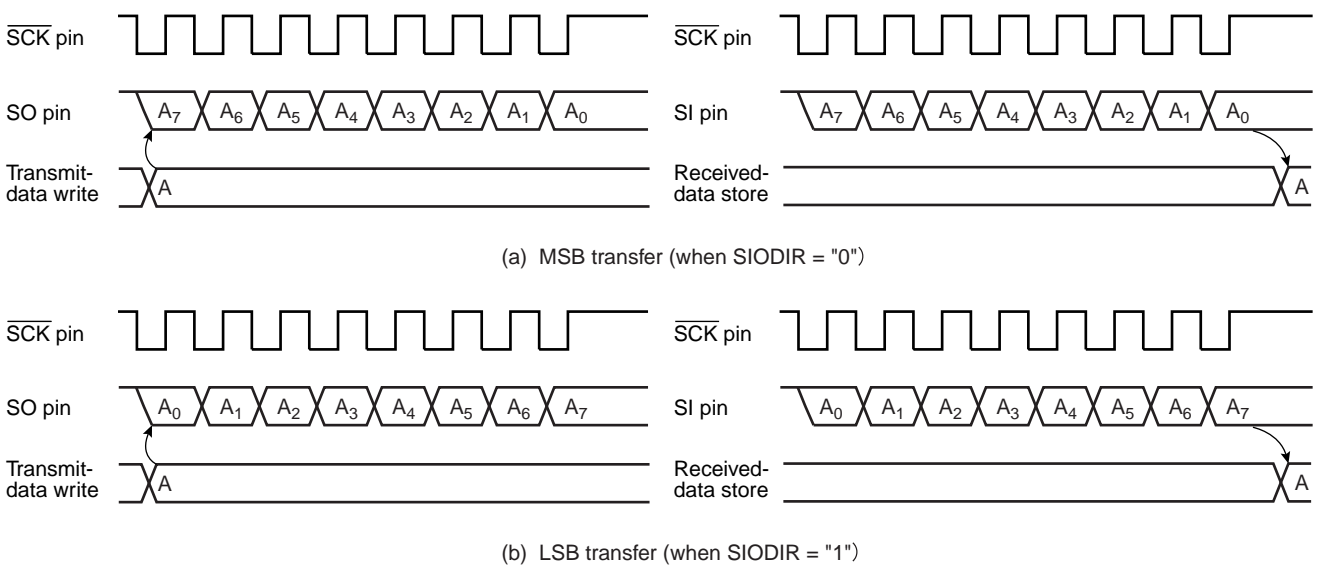 SCK pin
SO pin A7 A6 A5 A4 A3 A2 A1 A0
Transmit-
data write A
SCK pin
SI pin A7 A6 A5 A4 A3 A2 A1 A0
Received-
data store A
(a) MSB transfer (when SIODIR = "0")
SCK pin
SO pin A0 A1 A2 A3 A4 A5 A6 A7
Transmit-
data write A
SCK pin
SI pin A0 A1 A2 A3 A4 A5 A6 A7
Received-
data store A
(b) LSB transfer (when SIODIR = "1")